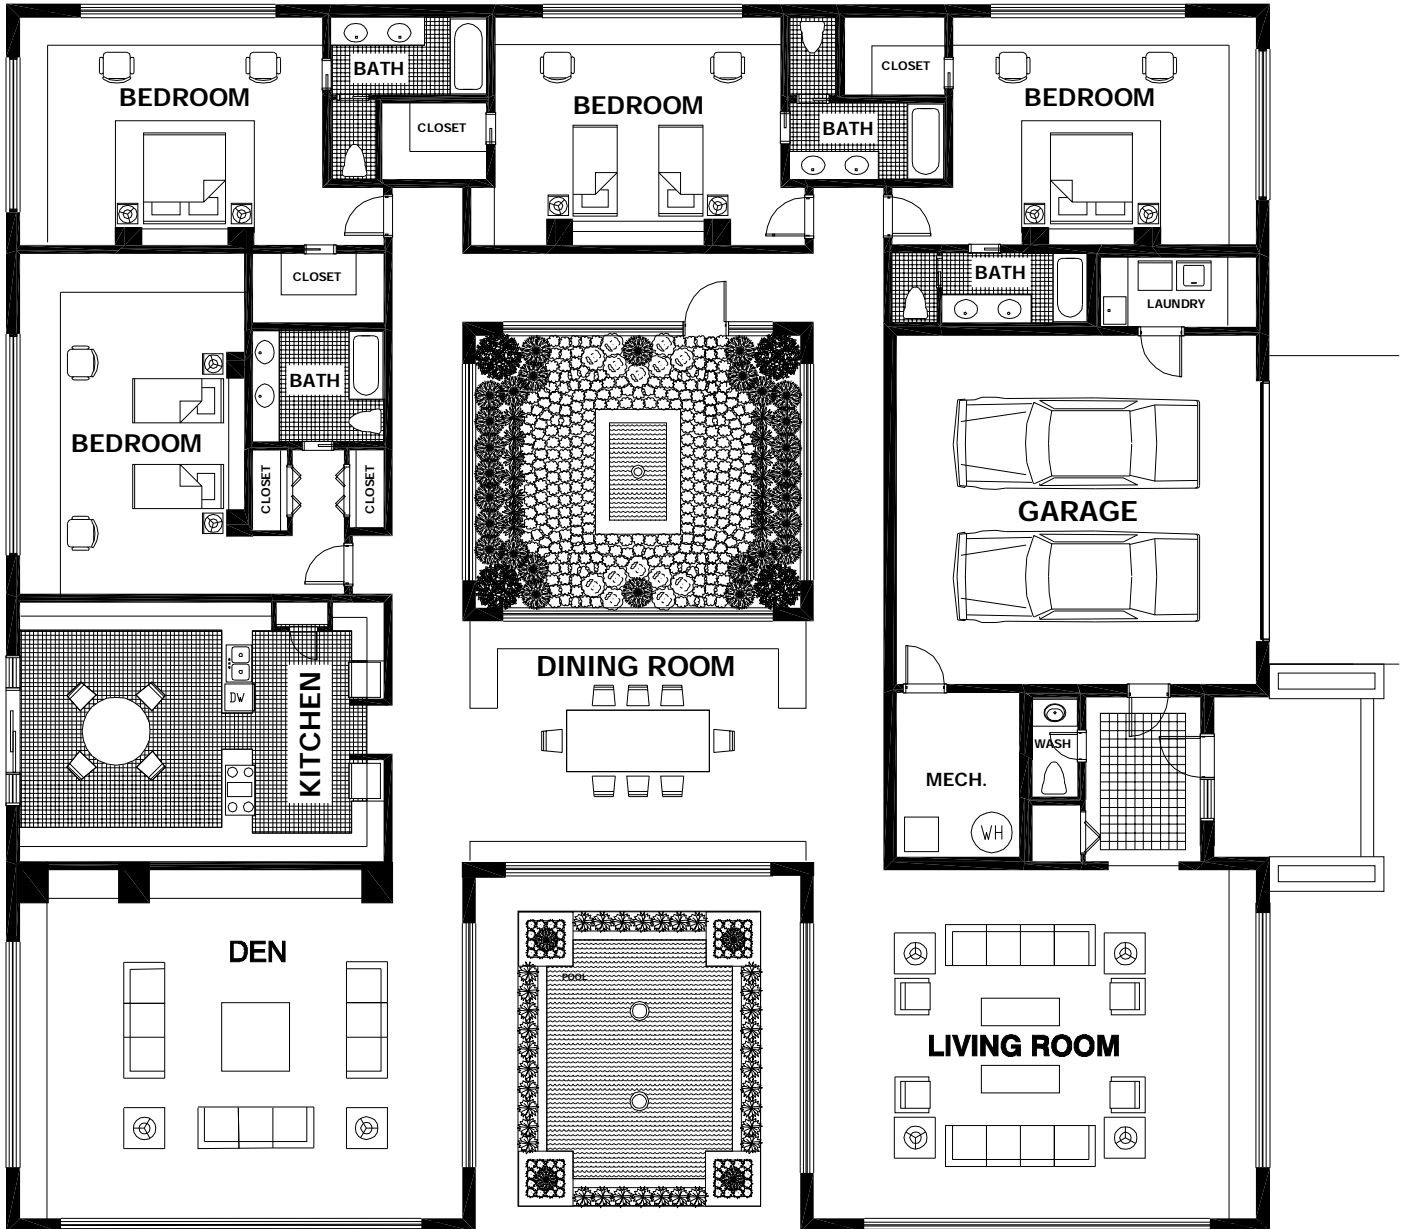 BATH
CLOSET
BEDROOM
BEDROOM
BEDROOM
CLOSET
BATH
CLOSET
BATH
LAUNDRY
BATH
BEDROOM
CLOSET
CLOSET
GARAGE
DINING ROOM
KITCHEN
DW
WASH
MECH.
WH
DEN
POOL
LIVING ROOM